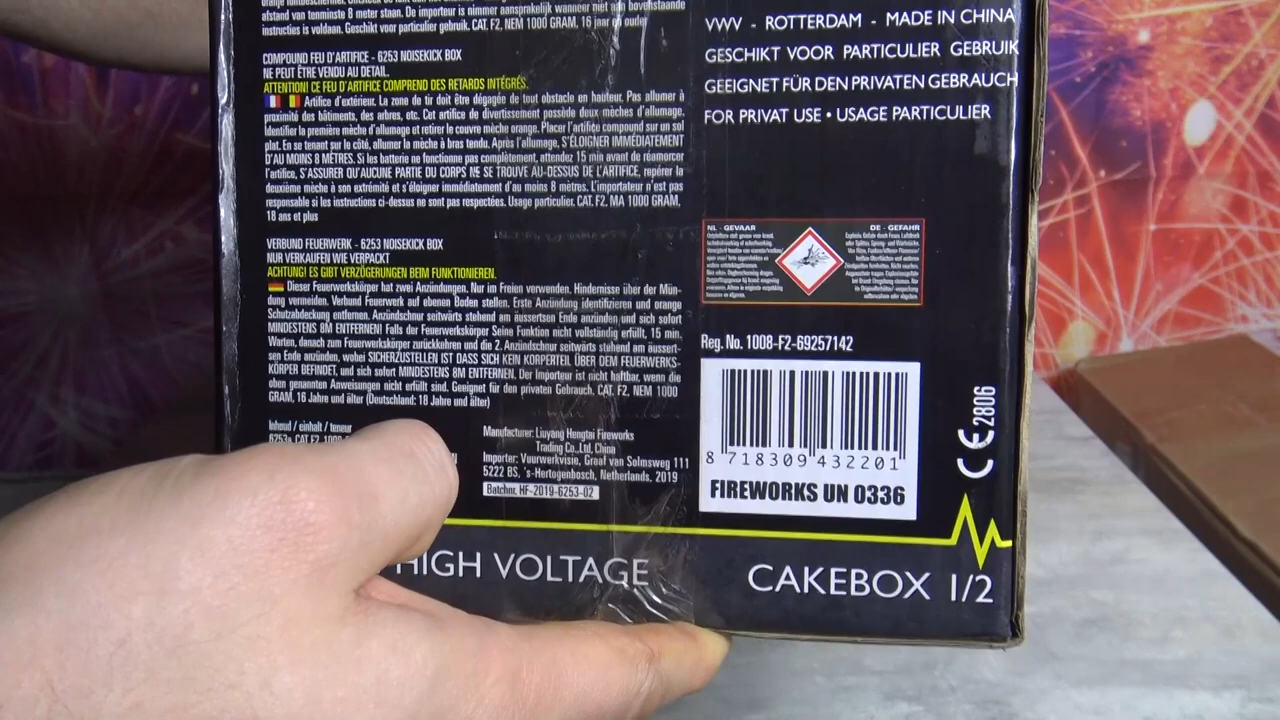 afstand van tenminste 8 meter staan. De importeur is nimmer aansprakelijk wanneer niet aan bovenstaande
instructies is voldaan. Geschikt voor particulier gebruik. CAT. F2, NEM 1000 GRAM, 16 jaar en ouder
COMPOUND FEU D'ARTIFICE - 6253 NOISEKICK BOX
NE PEUT ÊTRE VENDU AU DETAIL.
ATTENTION! CE FEU D'ARTIFICE COMPREND DES RETARDS INTÉGRÉS.
Artifice d'extérieur. La zone de tir doit être dégagée de tout obstacle en hauteur. Pas allumer à
proximité des bâtiments, des arbres, etc. Cet artifice de divertissement possède deux mèches d'allumage.
Identifier la première mèche d'allumage et retirer le couvre mèche orange. Placer l'artifice compound sur un sol
plat. En se tenant sur le côté, allumer la mèche à bras tendu. Après l'allumage, S'ÉLOIGNER IMMÉDIATEMENT
D'AU MOINS 8 MÈTRES. Si les batterie ne fonctionne pas complètement, attendez 15 min avant de réamorcer
l'artifice, S'ASSURER QU'AUCUNE PARTIE DU CORPS NE SE TROUVE AU-DESSUS DE L'ARTIFICE, repérer la
deuxième mèche à son extrémité et s'éloigner immédiatement d'au moins 8 mètres. L'importateur n'est pas
responsable si les instructions ci-dessus ne sont pas respectées. Usage particulier. CAT. F2, MA 1000 GRAM,
18 ans et plus
VERBUND FEUERWERK - 6253 NOISEKICK BOX
NUR VERKAUFEN WIE VERPACKT
ACHTUNG! ES GIBT VERZÖGERUNGEN BEIM FUNKTIONIEREN.
Dieser Feuerwerkskörper hat zwei Anzündungen. Nur im Freien verwenden, Hindernisse über der Mün-
dung vermeiden. Verbund Feuerwerk auf ebenen Boden stellen. Erste Anzündung identifizieren und orange
Schutzabdeckung entfernen. Anzündschnur seitwärts stehend am äussertsen Ende anzünden, und sich sofort
MINDESTENS 8M ENTFERNEN! Falls der Feuerwerkskörper Seine Funktion nicht vollständig erfüllt, 15 min.
Warten, danach zum Feuerwerkskörper zurückkehren und die 2. Anzündschnur seitwärts stehend am äussert-
sen Ende anzünden, wobei SICHERZUSTELLEN IST DASS SICH KEIN KORPERTEIL ÜBER DEM FEUERWERKS-
KÖRPER BEFINDET, und sich sofort MINDESTENS 8M ENTFERNEN. Der Importeur ist nicht haftbar, wenn die
oben genannten Anweisungen nicht erfüllt sind. Geeignet für den privaten Gebrauch. CAT. F2, NEM 1000
GRAM, 16 Jahre und älter (Deutschland: 18 Jahre und älter)
Inhoud / einhalt / teneur
6253a CAT F2 1000
Manufacturer: Liuyang Hengtai Fireworks
Trading Co.,Ltd, China
Importer: Vuurwerkvisie, Graaf van Solmsweg 111
5222 BS, 's-Hertogenbosch, Netherlands, 2019
Batchnr. HF-2019-6253-02
VWV - ROTTERDAM - MADE IN CHINA
GESCHIKT VOOR PARTICULIER GEBRUIK
GEEIGNET FÜR DEN PRIVATEN GEBRAUCH
FOR PRIVAT USE • USAGE PARTICULIER
NL - GEVAAR
DE - GEFAHR
Reg. No. 1008-F2-69257142
8 718309 432201
FIREWORKS UN 0336
CE 2806
HIGH VOLTAGE
CAKEBOX 1/2